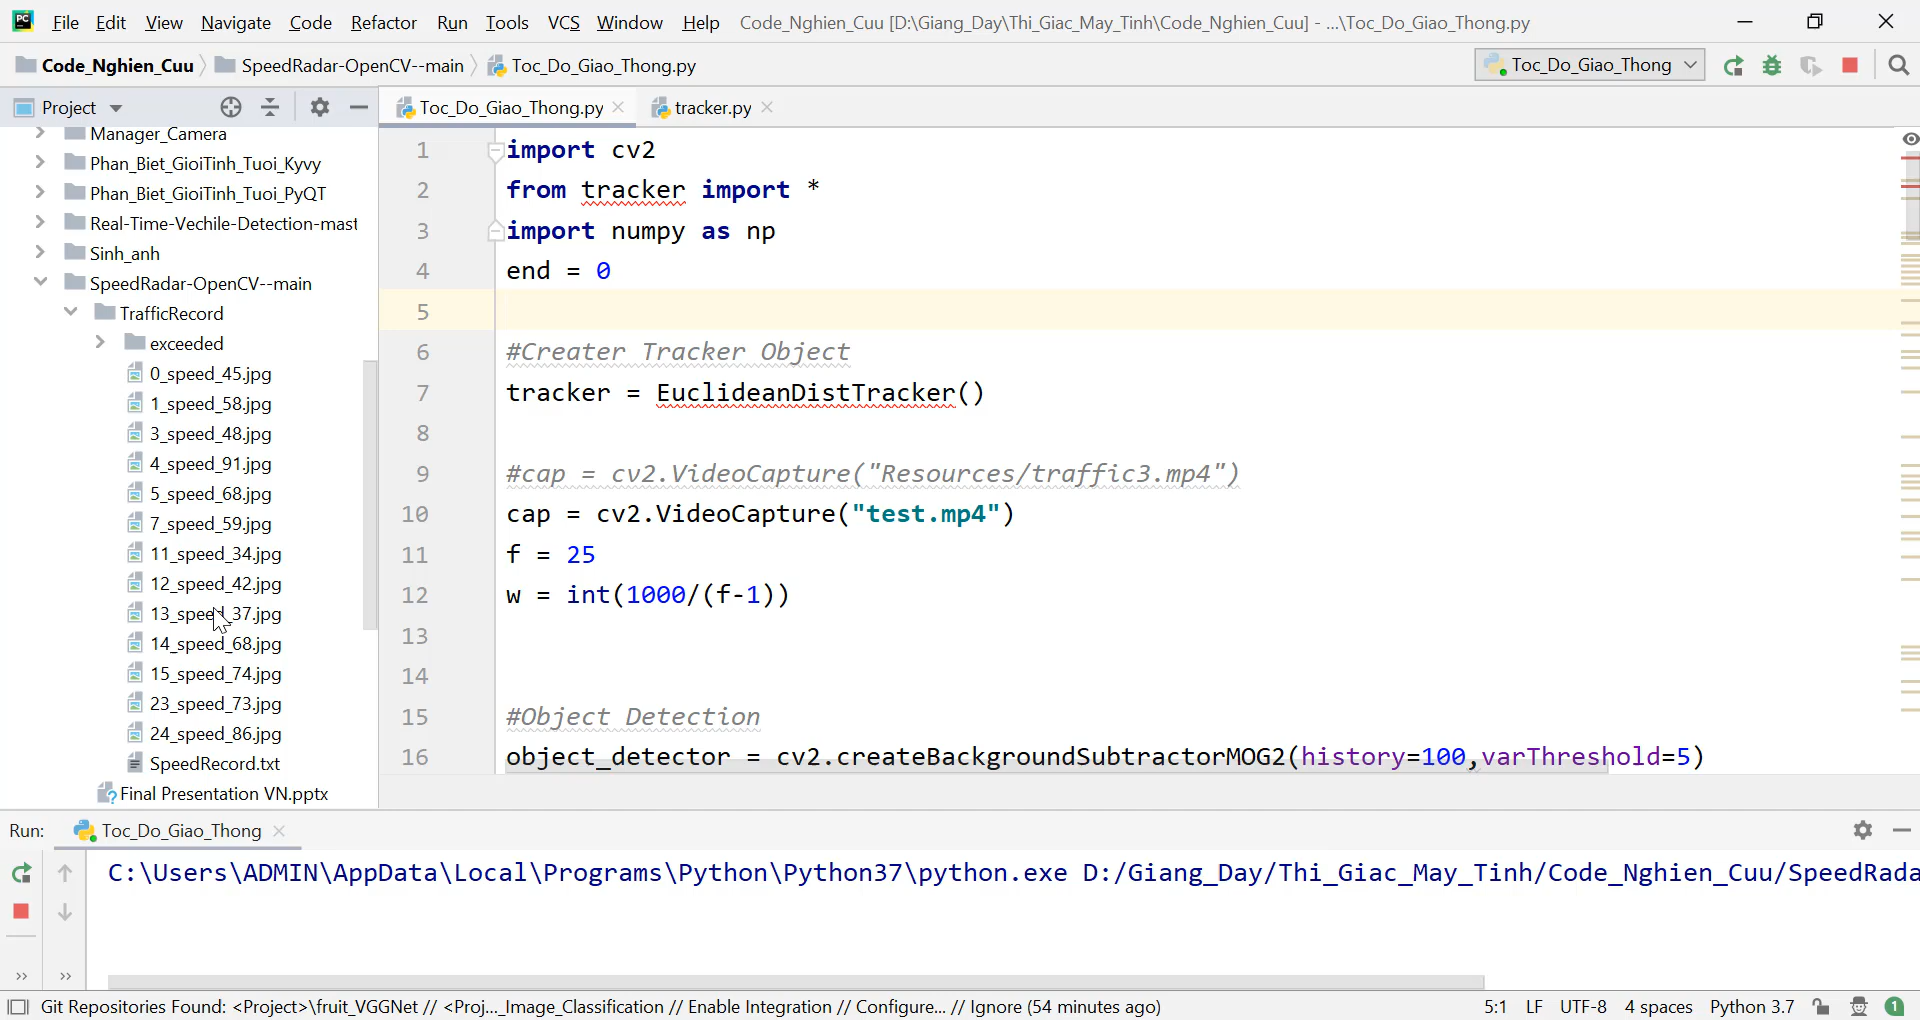 File Edit View Navigate Code Refactor Run Tools VCS Window Help Code_Nghien_Cuu [D:\Giang_Day\Thi_Giac_May_Tinh\Code_Nghien_Cuu] - ...\Toc_Do_Giao_Thong.py
Code_Nghien_Cuu SpeedRadar-OpenCV--main Toc_Do_Giao_Thong.py Toc_Do_Giao_Thong
Project
Toc_Do_Giao_Thong.py tracker.py
Manager_Camera
Phan_Biet_GioiTinh_Tuoi_Kyvy
Phan_Biet_GioiTinh_Tuoi_PyQT
Real-Time-Vechile-Detection-mast
Sinh_anh
SpeedRadar-OpenCV--main
TrafficRecord
exceeded
0_speed_45.jpg
1_speed_58.jpg
3_speed_48.jpg
4_speed_91.jpg
5_speed_68.jpg
7_speed_59.jpg
11_speed_34.jpg
12_speed_42.jpg
13_speed_37.jpg
14_speed_68.jpg
15_speed_74.jpg
23_speed_73.jpg
24_speed_86.jpg
SpeedRecord.txt
Final Presentation VN.pptx
1 import cv2
2 from tracker import *
3 import numpy as np
4 end = 0
5
6 #Creater Tracker Object
7 tracker = EuclideanDistTracker()
8
9 #cap = cv2.VideoCapture("Resources/traffic3.mp4")
10 cap = cv2.VideoCapture("test.mp4")
11 f = 25
12 w = int(1000/(f-1))
13
14
15 #Object Detection
16 object_detector = cv2.createBackgroundSubtractorMOG2(history=100,varThreshold=5)
Run: Toc_Do_Giao_Thong
C:\Users\ADMIN\AppData\Local\Programs\Python\Python37\python.exe D:/Giang_Day/Thi_Giac_May_Tinh/Code_Nghien_Cuu/SpeedRada
Git Repositories Found: <Project>\fruit_VGGNet // <Proj..._Image_Classification // Enable Integration // Configure... // Ignore (54 minutes ago) 5:1 LF UTF-8 4 spaces Python 3.7 1